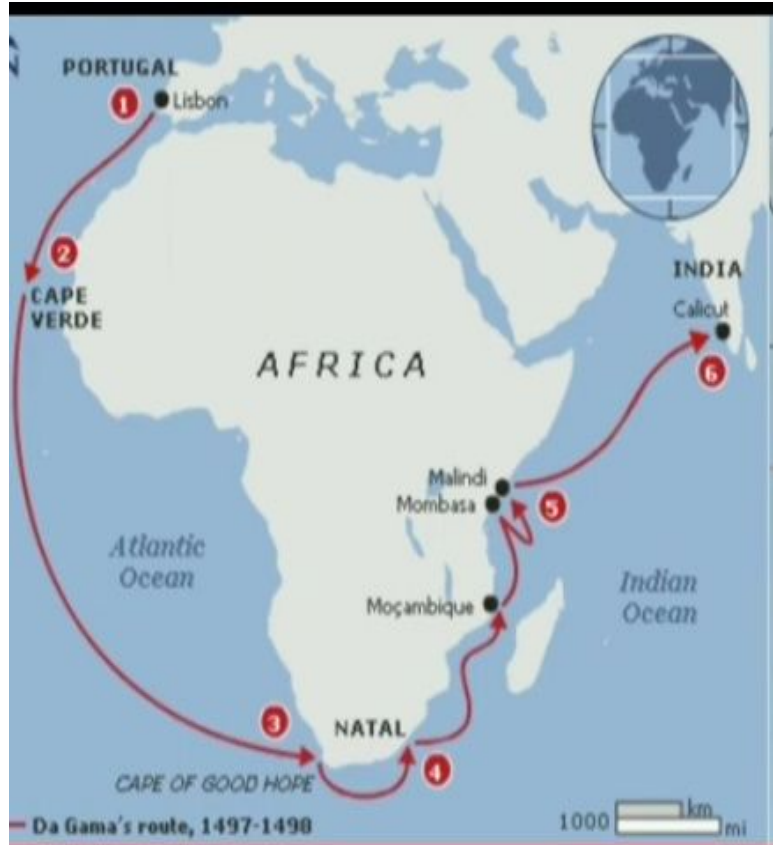 PORTUGAL
1
Lisbon
2
CAPE
VERDE
INDIA
Calicut
6
AFRICA
Malindi
Mombasa
5
Atlantic
Ocean
Indian
Ocean
Moçambique
3
NATAL
4
CAPE OF GOOD HOPE
Da Gama's route, 1497-1498
1000 km
mi